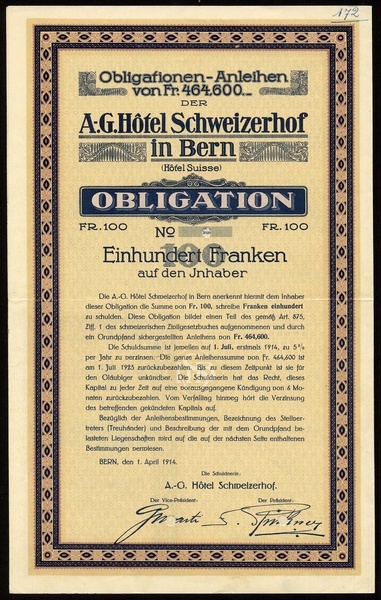 172
Obligationen-Anleihen
von Fr. 464,600.—
DER
A.G. Hôtel Schweizerhof
in Bern
(Hôtel Suisse)
OBLIGATION
FR. 100 No FR. 100
100
Einhundert Franken
auf den Jnhaber
Die A.-G. Hôtel Schweizerhof in Bern anerkennt hiermit dem Inhaber
dieser Obligation die Summe von Fr. 100, schreibe Franken einhundert
zu schulden. Diese Obligation bildet einen Teil des gemäß Art. 875,
Ziff. 1 des schweizerischen Zivilgesetzbuches aufgenommenen und durch
ein Grundpfand sichergestellten Anleihens von Fr. 464,600.
Die Schuldsumme ist jeweilen auf 1. Juli, erstmals 1914, zu 5 %
per Jahr zu verzinsen. Die ganze Anleihenssumme von Fr. 464,600 ist
am 1. Juli 1925 zurückzubezahlen. Bis zu diesem Zeitpunkt ist sie für
den Gläubiger unkündbar. Die Schuldnerin hat das Recht, dieses
Kapital zu jeder Zeit auf eine vorausgegangene Kündigung von 6 Mo-
naten zurückzubezahlen. Vom Verfalltag hinweg hört die Verzinsung
des betreffenden gekündeten Kapitals auf.
Bezüglich der Anleihensbestimmungen, Bezeichnung des Stellver-
treters (Treuhänder) und Beschreibung der mit dem Grundpfand be-
lasteten Liegenschaften wird auf die auf der nächsten Seite enthaltenen
Bestimmungen verwiesen.
BERN, den 1. April 1914.
Die Schuldnerin:
A.-G. Hôtel Schweizerhof.
Der Vice-Präsident: Der Präsident: